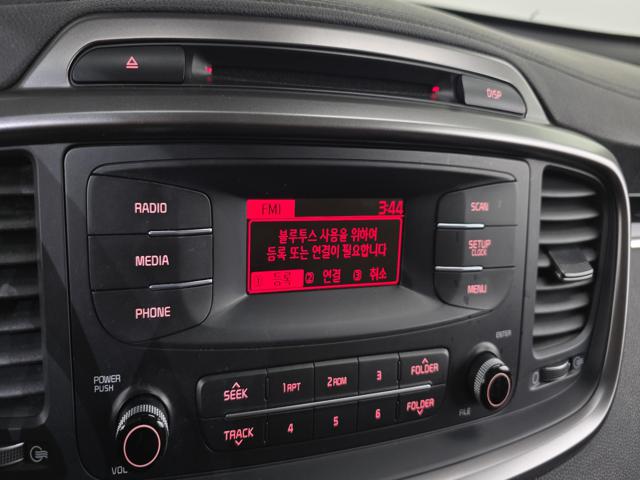 DISP
RADIO
MEDIA
PHONE
FM1 3:44
블루투스 사용을 위하여
등록 또는 연결이 필요합니다
① 등록 ② 연결 ③ 취소
SCAN
SETUP
CLOCK
MENU
POWER
PUSH
VOL
SEEK
TRACK
1 RPT 2 RDM 3
4 5 6
FOLDER
FOLDER
ENTER
FILE
0